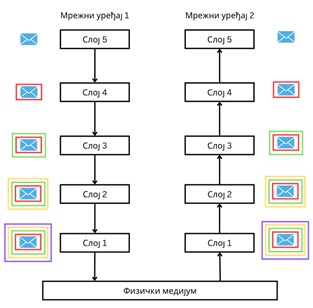 Мрежни уређај 1 Мрежни уређај 2
Слој 5 Слој 5
Слој 4 Слој 4
Слој 3 Слој 3
Слој 2 Слој 2
Слој 1 Слој 1
Физички медијум